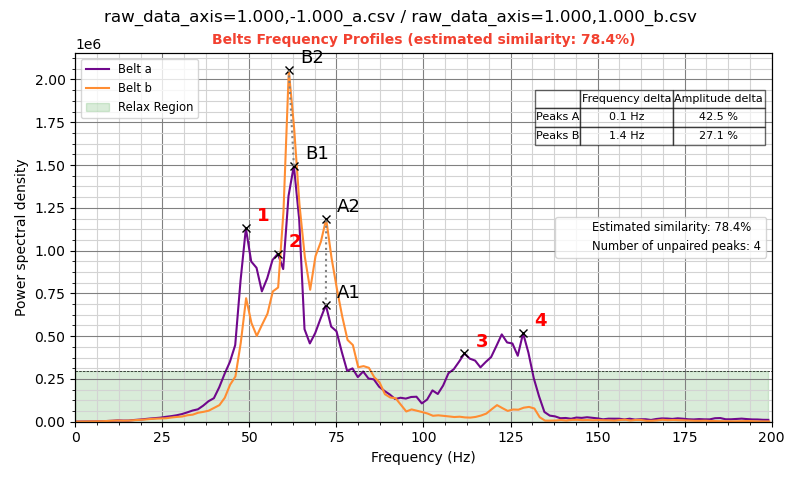 raw_data_axis=1.000,-1.000_a.csv / raw_data_axis=1.000,1.000_b.csv
Belts Frequency Profiles (estimated similarity: 78.4%)
1e6
Belt a
Belt b
Relax Region
B2
Frequency delta Amplitude delta
Peaks A 0.1 Hz 42.5 %
Peaks B 1.4 Hz 27.1 %
B1
A2
1
2
A1
3
4
Estimated similarity: 78.4%
Number of unpaired peaks: 4
Power spectral density
2.00
1.75
1.50
1.25
1.00
0.75
0.50
0.25
0.00
0 25 50 75 100 125 150 175 200
Frequency (Hz)